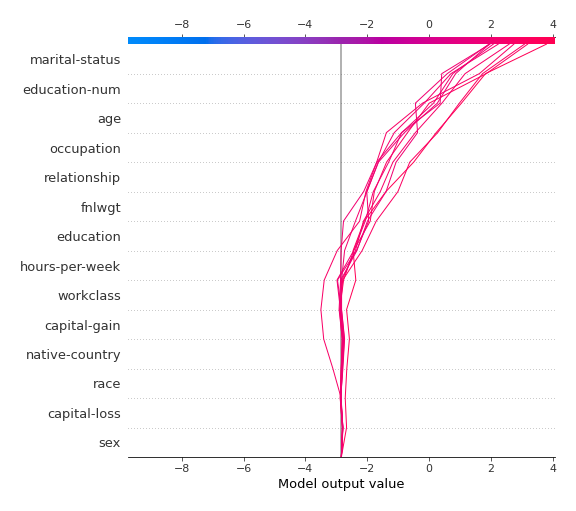 −8 −6 −4 −2 0 2 4
marital-status
education-num
age
occupation
relationship
fnlwgt
education
hours-per-week
workclass
capital-gain
native-country
race
capital-loss
sex
−8 −6 −4 −2 0 2 4
Model output value